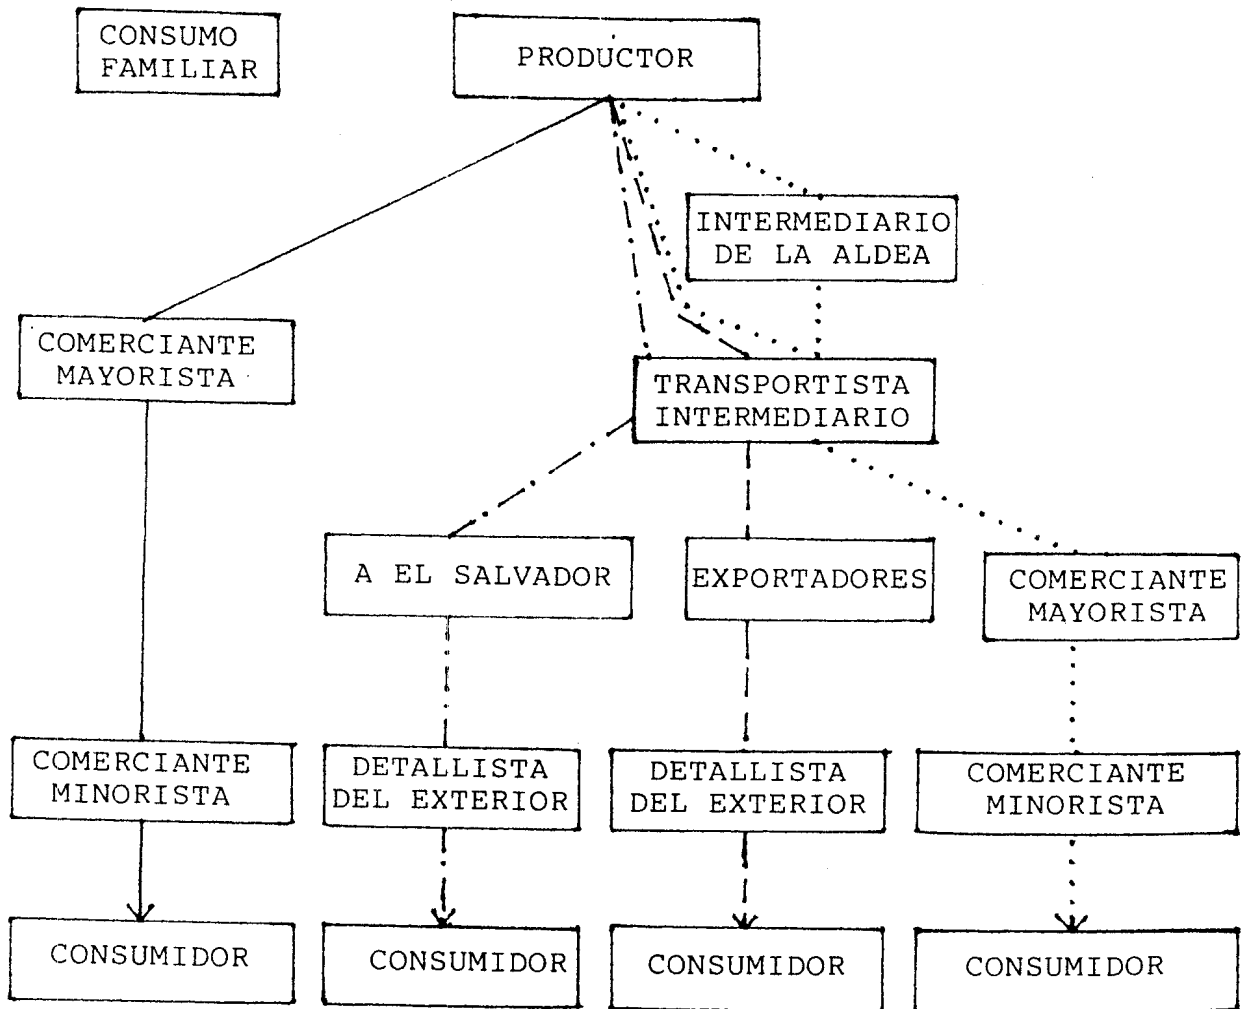 CONSUMO
FAMILIAR
PRODUCTOR
INTERMEDIARIO
DE LA ALDEA
COMERCIANTE
MAYORISTA
TRANSPORTISTA
INTERMEDIARIO
A EL SALVADOR
EXPORTADORES
COMERCIANTE
MAYORISTA
COMERCIANTE
MINORISTA
DETALLISTA
DEL EXTERIOR
DETALLISTA
DEL EXTERIOR
COMERCIANTE
MINORISTA
CONSUMIDOR
CONSUMIDOR
CONSUMIDOR
CONSUMIDOR